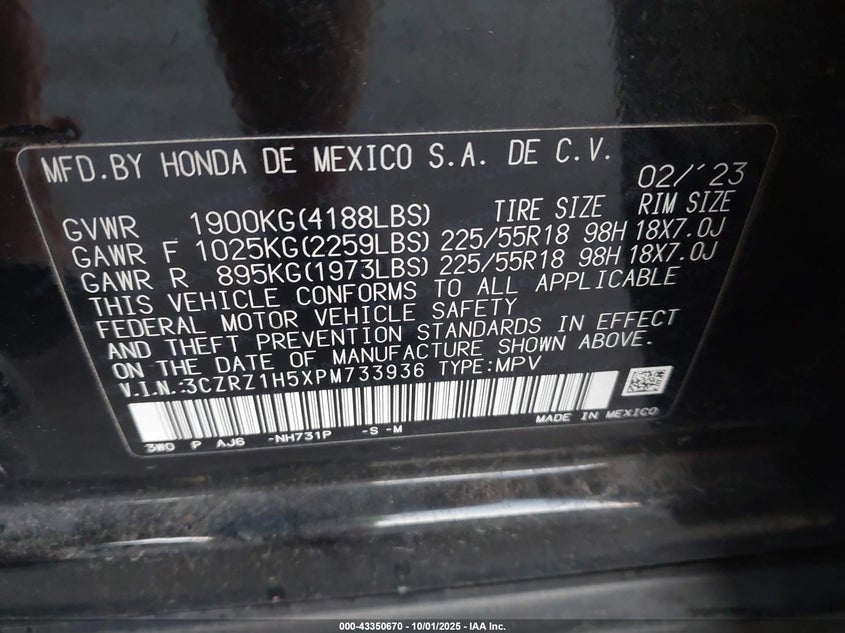 MFD.BY HONDA DE MEXICO S.A. DE C.V.
02/'23
GVWR 1900KG(4188LBS) TIRE SIZE RIM SIZE
GAWR F 1025KG(2259LBS) 225/55R18 98H 18X7.0J
GAWR R 895KG(1973LBS) 225/55R18 98H 18X7.0J
THIS VEHICLE CONFORMS TO ALL APPLICABLE
FEDERAL MOTOR VEHICLE SAFETY
AND THEFT PREVENTION STANDARDS IN EFFECT
ON THE DATE OF MANUFACTURE SHOWN ABOVE.
V.I.N.:3CZRZ1H5XPM733936 TYPE:MPV
MADE IN MEXICO
3W0 P AJ6 -NH731P -S -M
000-43350670 - 10/01/2025 - IAA Inc.